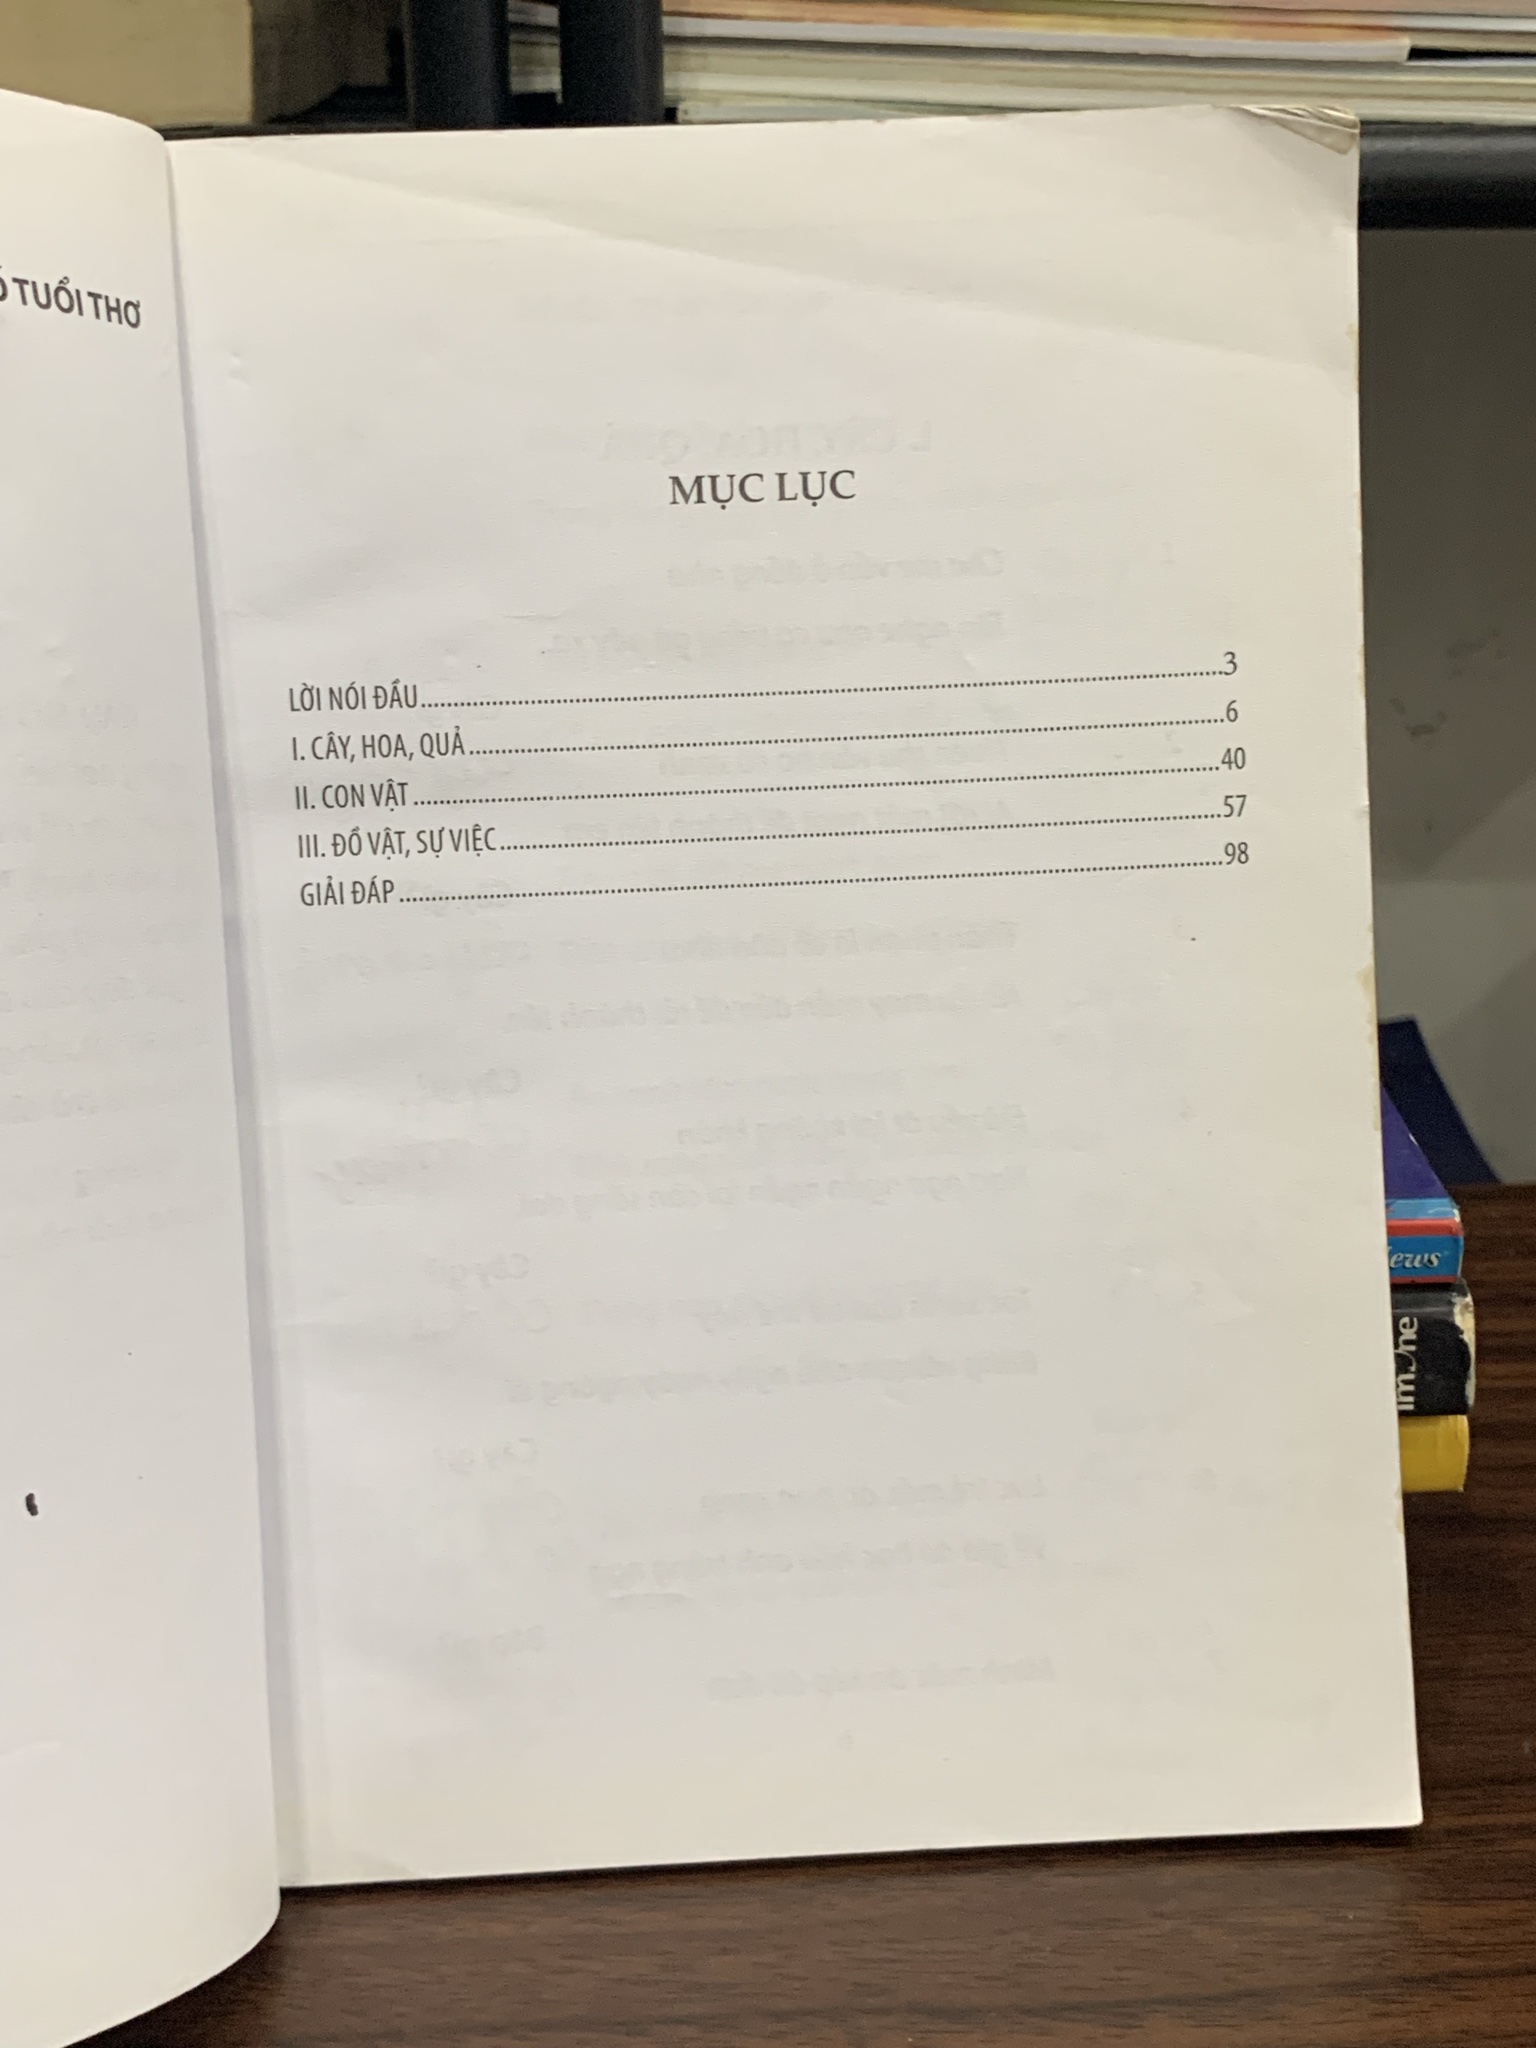 TUỔI THƠ
MỤC LỤC
LỜI NÓI ĐẦU........................3
I. CÂY, HOA, QUẢ........................6
II. CON VẬT........................40
III. ĐỒ VẬT, SỰ VIỆC........................57
GIẢI ĐÁP........................98